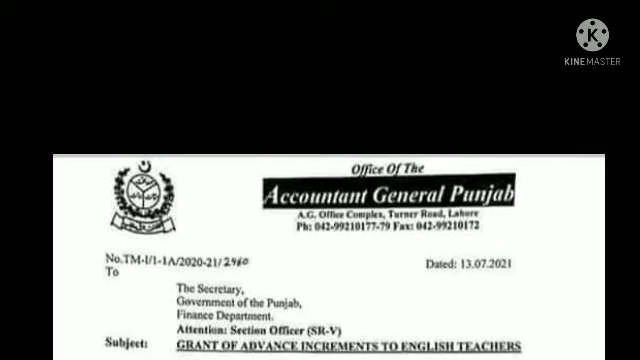 K
KINEMASTER
Office Of The
Accountant General Punjab
A.G. Office Complex, Turner Road, Lahore
Ph: 042-99210177-79 Fax: 042-99210172
No.TM-I/1-1A/2020-21/2960
Dated: 13.07.2021
To
The Secretary,
Government of the Punjab,
Finance Department.
Attention: Section Officer (SR-V)
Subject: GRANT OF ADVANCE INCREMENTS TO ENGLISH TEACHERS